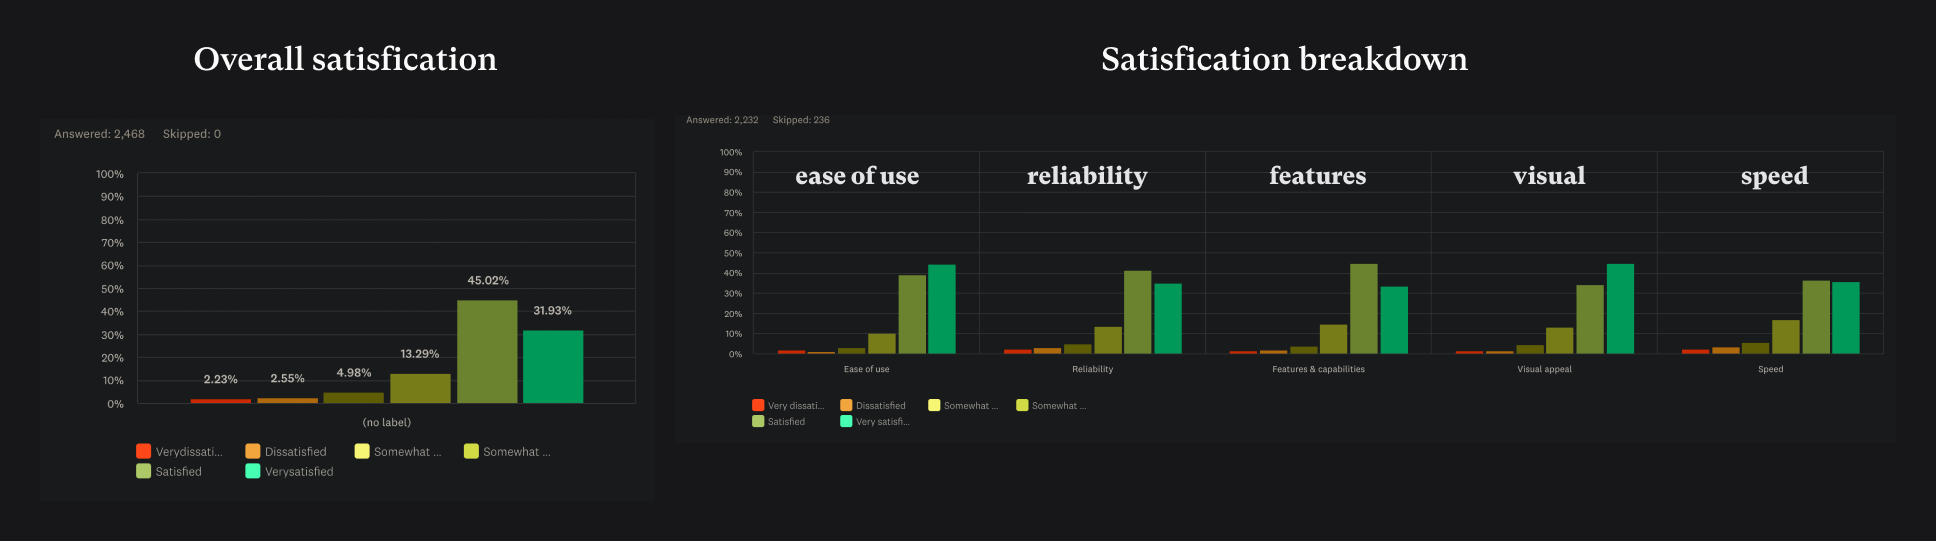 Overall satisfication
Answered: 2,468 Skipped: 0
100%
90%
80%
70%
60%
50%
40%
30%
20%
10%
0%
2.23%
2.55%
4.98%
13.29%
45.02%
31.93%
(no label)
Verydissati... Dissatisfied Somewhat ... Somewhat ...
Satisfied Verysatisfied
Satisfication breakdown
Answered: 2,232 Skipped: 236
100%
90%
80%
70%
60%
50%
40%
30%
20%
10%
0%
ease of use reliability features visual speed
Ease of use Reliability Features & capabilities Visual appeal Speed
Very dissati... Dissatisfied Somewhat ... Somewhat ...
Satisfied Very satisfi...